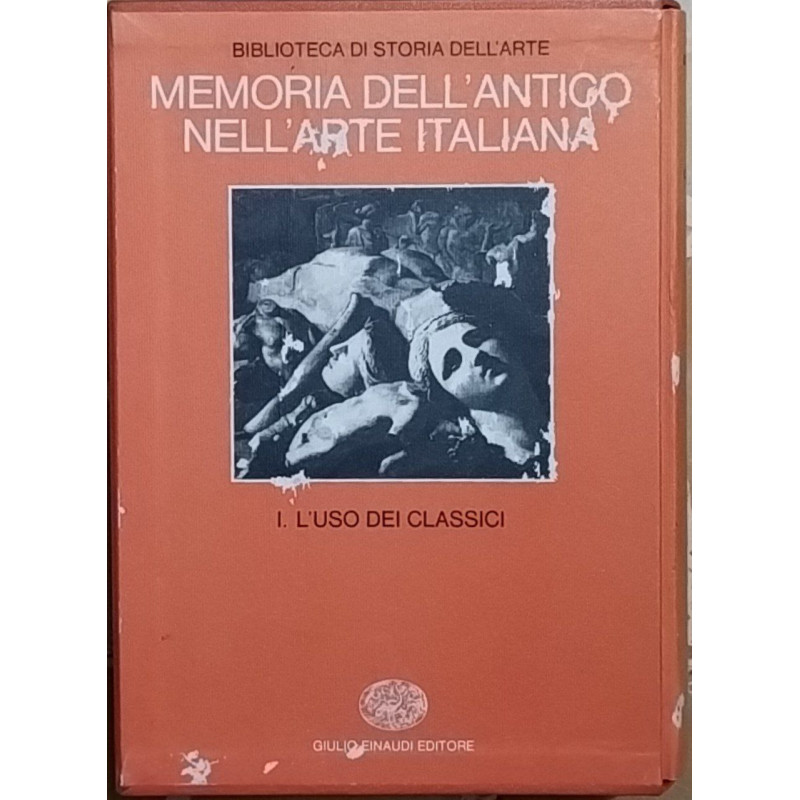 BIBLIOTECA DI STORIA DELL'ARTE
MEMORIA DELL'ANTICO
NELL'ARTE ITALIANA
I. L'USO DEI CLASSICI
GIULIO EINAUDI EDITORE